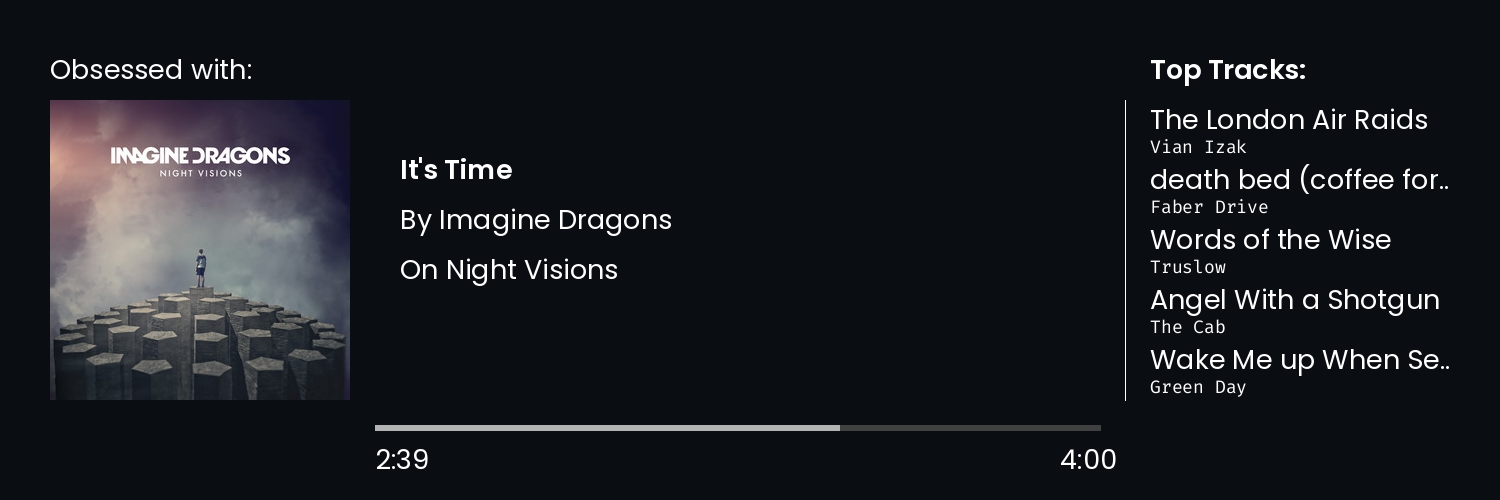 Obsessed with:
IMAGINE DRAGONS
NIGHT VISIONS
It's Time
By Imagine Dragons
On Night Visions
2:39
4:00
Top Tracks:
The London Air Raids
Vian Izak
death bed (coffee for..
Faber Drive
Words of the Wise
Truslow
Angel With a Shotgun
The Cab
Wake Me up When Se..
Green Day